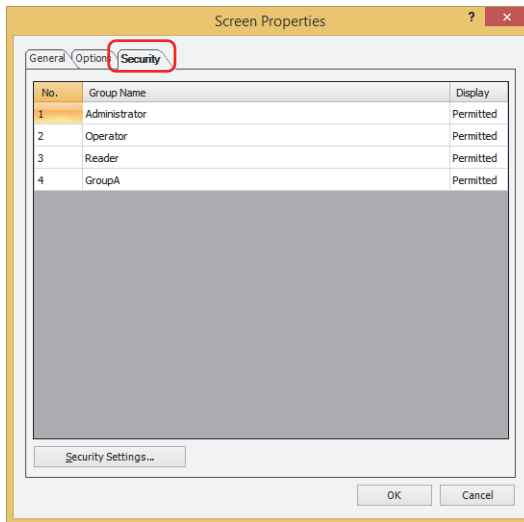 Screen Properties ? ×
General Options Security
No. Group Name Display
1 Administrator Permitted
2 Operator Permitted
3 Reader Permitted
4 GroupA Permitted
Security Settings...
OK Cancel